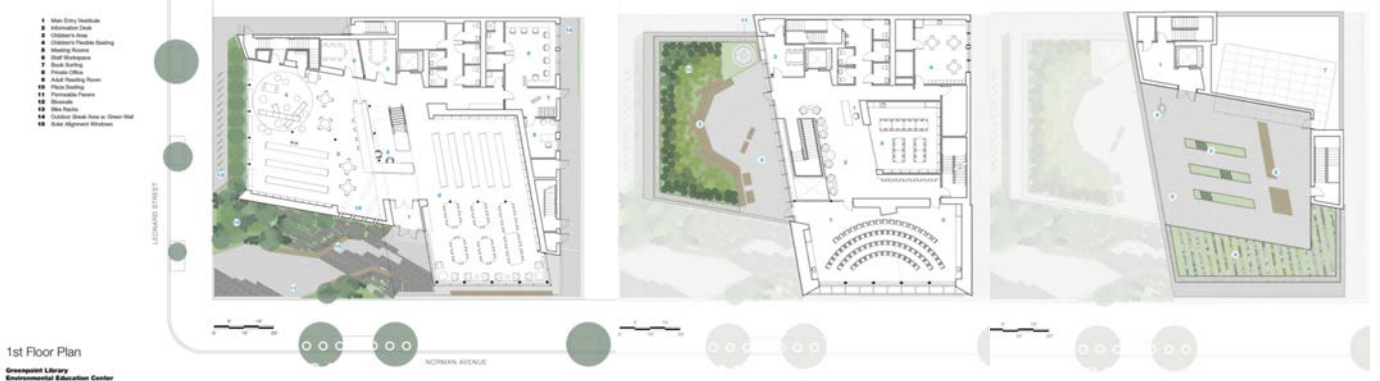 1 Main Entry Vestibule
2 Information Desk
3 Children's Area
4 Children's Flexible Seating
5 Meeting Rooms
6 Staff Workspace
7 Book Sorting
8 Private Office
9 Adult Reading Room
10 Plaza Seating
11 Permeable Pavers
12 Bioswale
13 Bike Racks
14 Outdoor Break Area w. Green Wall
15 Solar Alignment Windows
LEONARD STREET
NORMAN AVENUE
1st Floor Plan
Greenpoint Library
Environmental Education Center